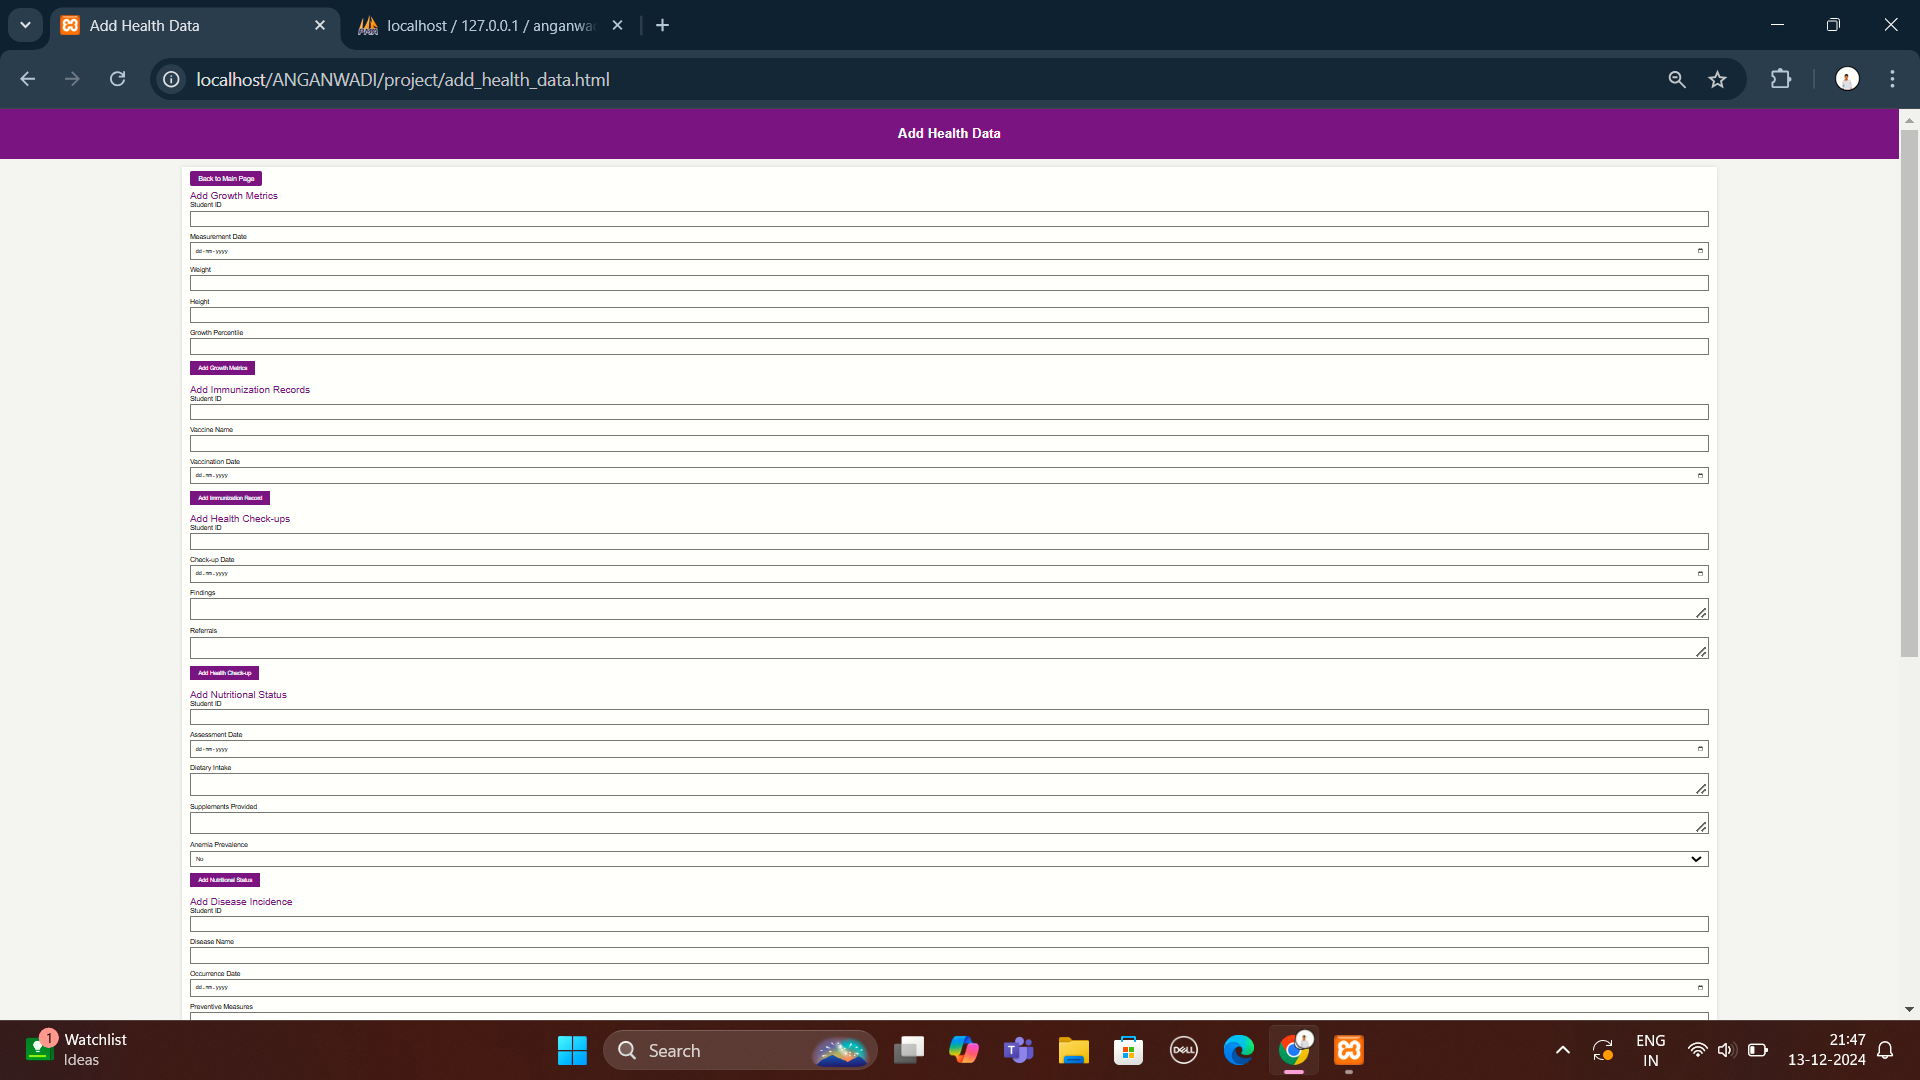 Add Health Data
localhost / 127.0.0.1 / anganwa
localhost/ANGANWADI/project/add_health_data.html
Add Health Data
Back to Main Page
Add Growth Metrics
Student ID
Measurement Date
dd-mm-yyyy
Weight
Height
Growth Percentile
Add Growth Metrics
Add Immunization Records
Student ID
Vaccine Name
Vaccination Date
dd-mm-yyyy
Add Immunization Record
Add Health Check-ups
Student ID
Check-up Date
dd-mm-yyyy
Findings
Referrals
Add Health Check-up
Add Nutritional Status
Student ID
Assessment Date
dd-mm-yyyy
Dietary Intake
Supplements Provided
Anemia Prevalence
No
Add Nutritional Status
Add Disease Incidence
Student ID
Disease Name
Occurrence Date
dd-mm-yyyy
Preventive Measures
1
Watchlist
Ideas
Search
DELL
ENG
IN
21:47
13-12-2024